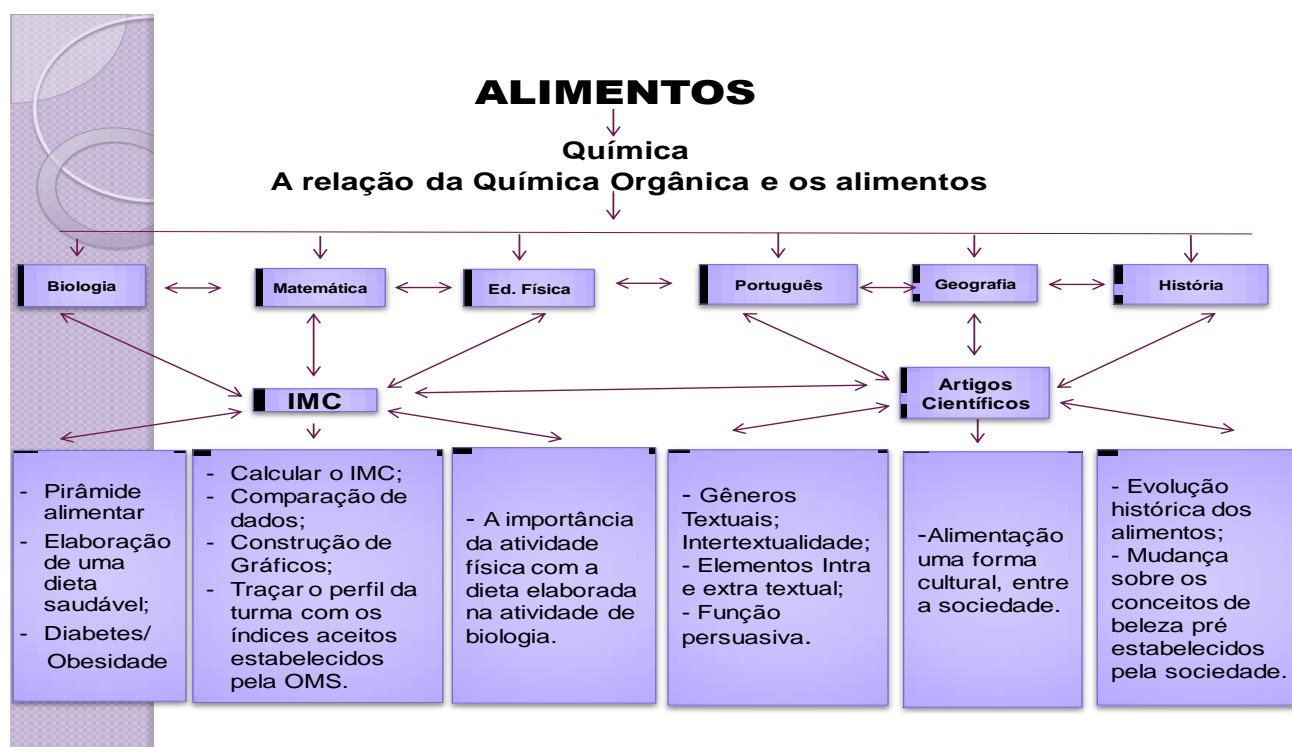 ALIMENTOS
Química
A relação da Química Orgânica e os alimentos
Biologia
Matemática
Ed. Física
Português
Geografia
História
IMC
Artigos
Científicos
- Pirâmide
alimentar
- Elaboração
de uma
dieta
saudável;
- Diabetes/
Obesidade
- Calcular o IMC;
- Comparação de
dados;
- Construção de
Gráficos;
- Traçar o perfil da
turma com os
índices aceitos
estabelecidos
pela OMS.
- A importância
da atividade
física com a
dieta elaborada
na atividade de
biologia.
- Gêneros
Textuais;
Intertextualidade;
- Elementos Intra
e extra textual;
- Função
persuasiva.
-Alimentação
uma forma
cultural, entre
a sociedade.
- Evolução
histórica dos
alimentos;
- Mudança
sobre os
conceitos de
beleza pré
estabelecidos
pela sociedade.